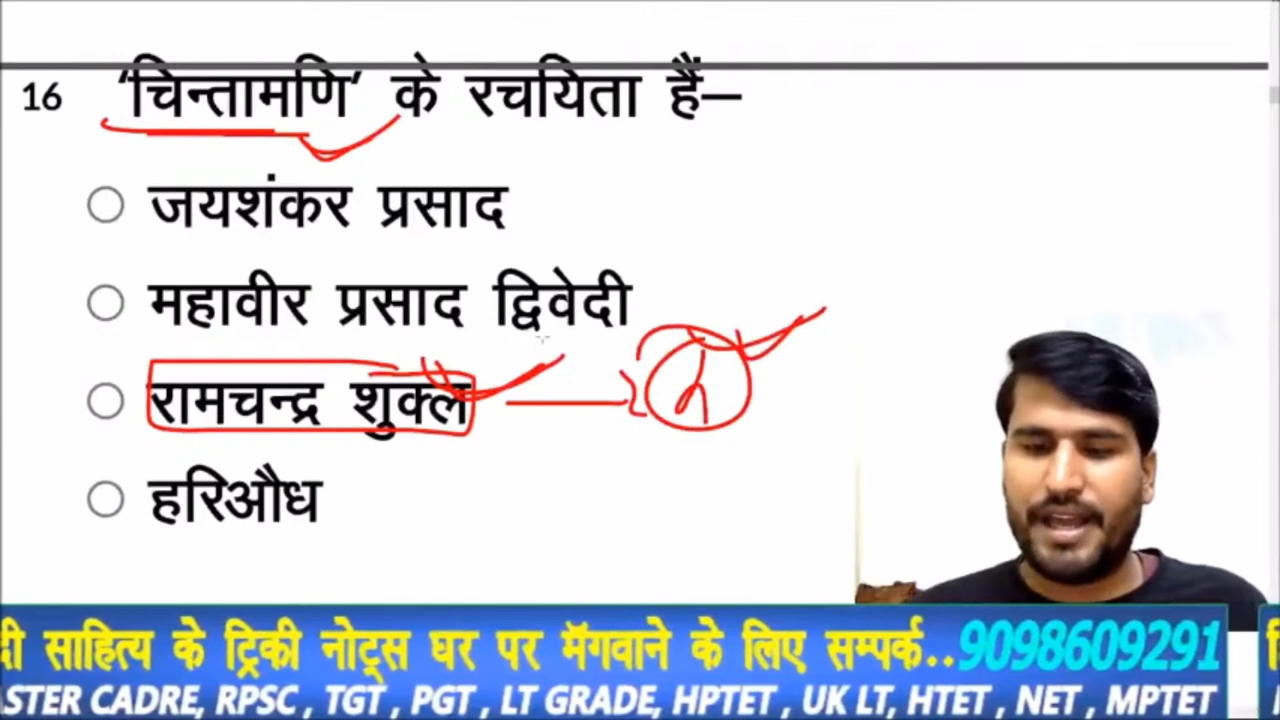 16 ‘चिन्तामणि’ के रचयिता हैं–
जयशंकर प्रसाद
महावीर प्रसाद द्विवेदी
रामचन्द्र शुक्ल
हरिऔध
दी साहित्य के ट्रिकी नोट्स घर पर मॅगवाने के लिए सम्पर्क..9098609291
ASTER CADRE, RPSC , TGT , PGT , LT GRADE, HPTET , UK LT, HTET , NET , MPTET